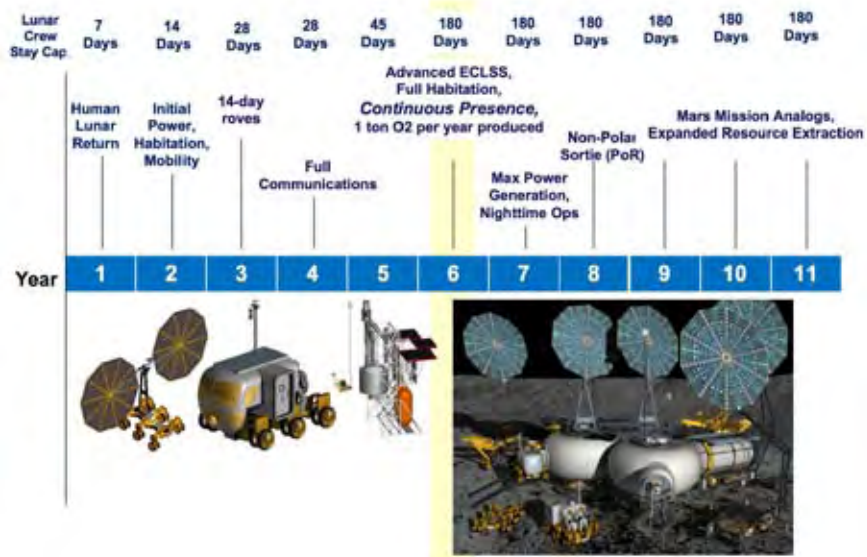 Lunar
Crew
Stay Cap.
7
Days
14
Days
28
Days
28
Days
45
Days
180
Days
180
Days
180
Days
180
Days
180
Days
180
Days
Human
Lunar
Return
Initial
Power,
Habitation,
Mobility
14-day
roves
Full
Communications
Advanced ECLSS,
Full Habitation,
Continuous Presence,
1 ton O2 per year produced
Max Power
Generation,
Nighttime Ops
Non-Polar
Sortie (PoR)
Mars Mission Analogs,
Expanded Resource Extraction
Year
1 2 3 4 5 6 7 8 9 10 11